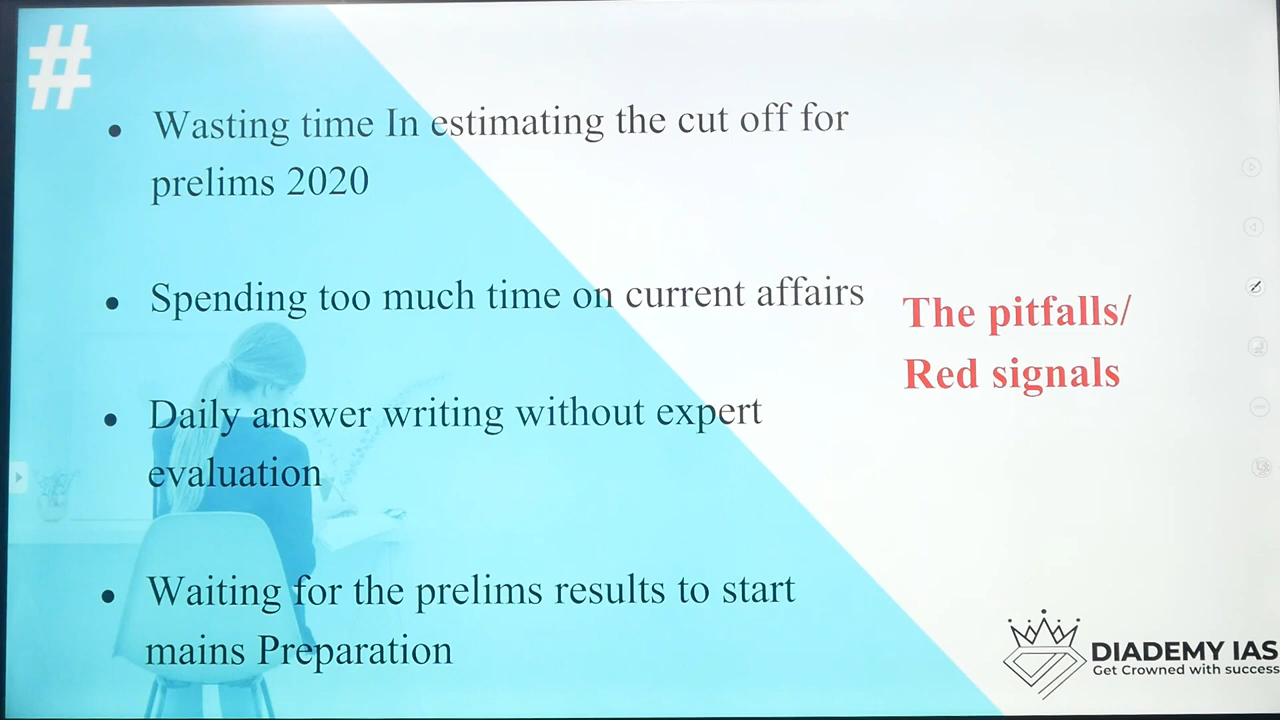 #
• Wasting time In estimating the cut off for
prelims 2020
• Spending too much time on current affairs
• Daily answer writing without expert
evaluation
• Waiting for the prelims results to start
mains Preparation
The pitfalls/
Red signals
DIADEMY IAS
Get Crowned with success